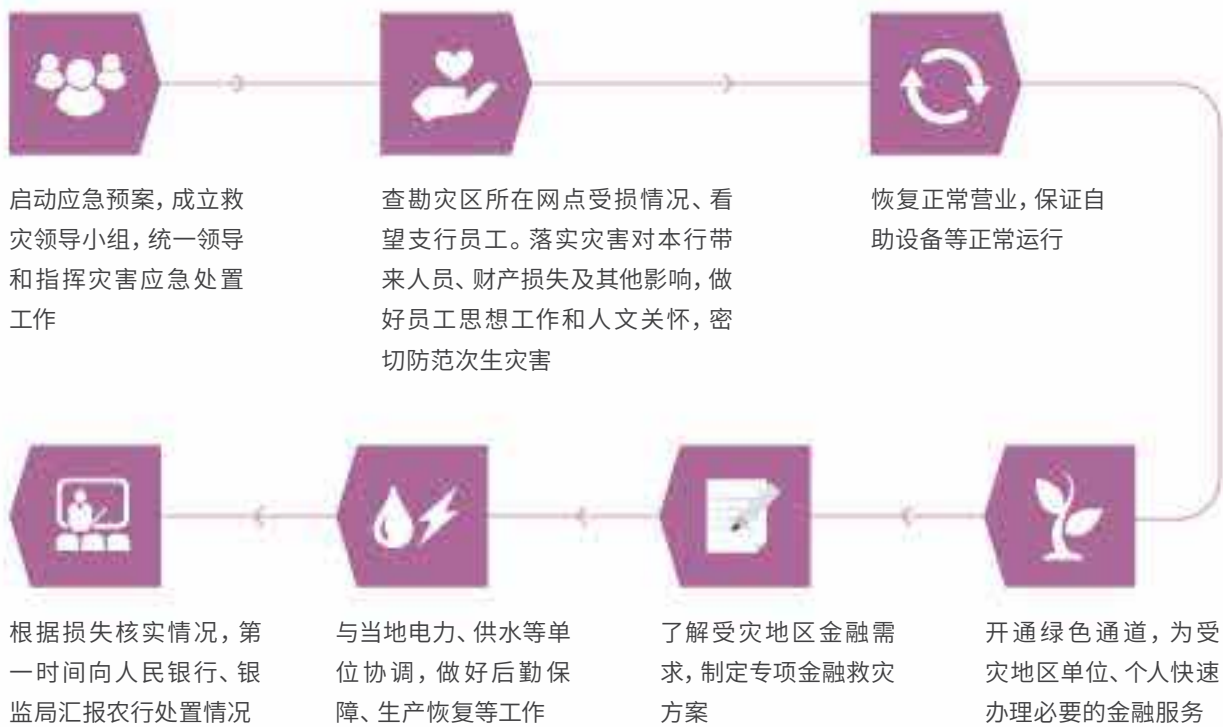 启动应急预案，成立救
灾领导小组，统一领导
和指挥灾害应急处置
工作
查勘灾区所在网点受损情况、看
望支行员工。落实灾害对本行带
来人员、财产损失及其他影响，做
好员工思想工作和人文关怀，密
切防范次生灾害
恢复正常营业，保证自
助设备等正常运行
开通绿色通道，为受
灾地区单位、个人快速
办理必要的金融服务
了解受灾地区金融需
求，制定专项金融救灾
方案
与当地电力、供水等单
位协调，做好后勤保
障、生产恢复等工作
根据损失核实情况，第
一时间向人民银行、银
监局汇报农行处置情况